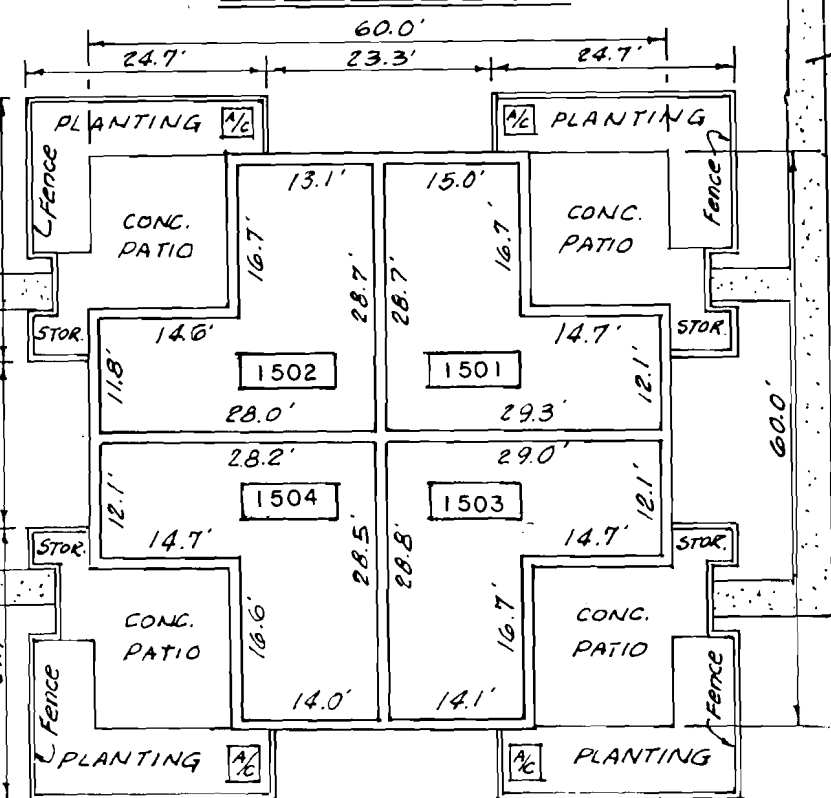 60.0'
24.7' 23.3' 24.7'
PLANTING A/C A/C PLANTING
Fence Fence
13.1' 15.0'
CONC. PATIO CONC. PATIO
16.7' 28.7' 28.7' 16.7'
STOR. 14.6' 14.7' STOR.
11.8' 1502 1501 12.1'
28.0' 29.3'
60.0'
28.2' 29.0'
12.1' 1504 1503 12.1'
STOR. 14.7' 14.7' STOR.
28.5' 28.8'
CONC. PATIO CONC. PATIO
16.6' 16.7'
Fence Fence
14.0' 14.1'
PLANTING A/C A/C PLANTING